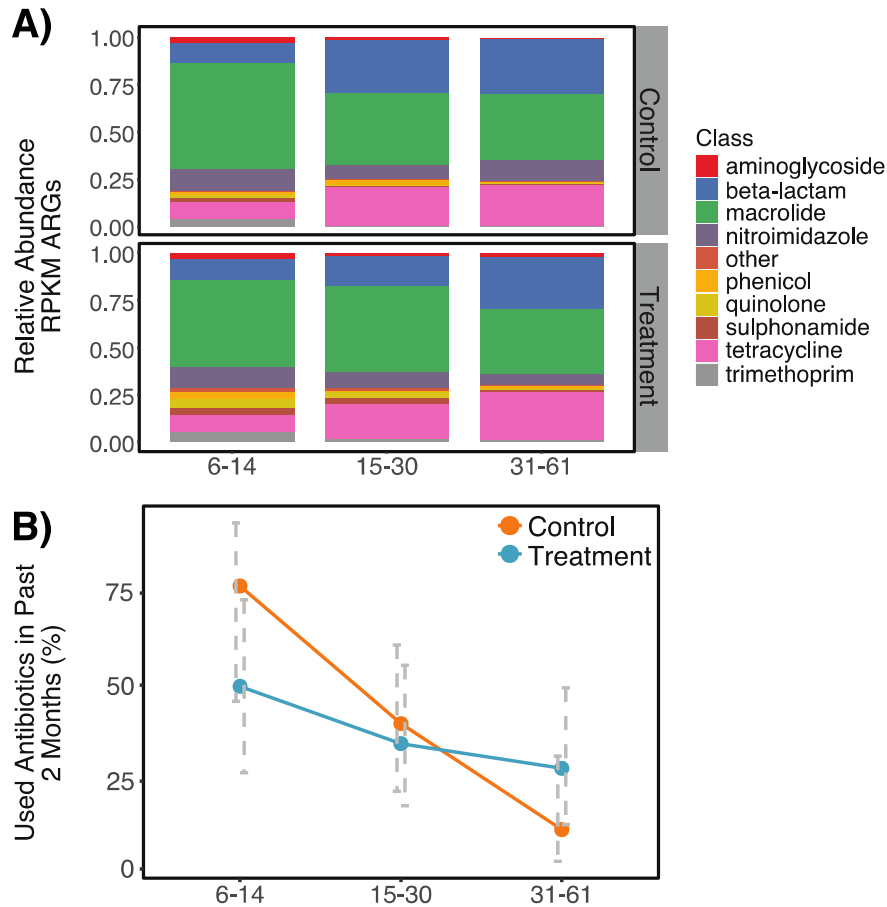 A)
Relative Abundance
RPKM ARGs
1.00
0.75
0.50
0.25
0.00
Control
1.00
0.75
0.50
0.25
0.00
Treatment
6-14
15-30
31-61
Class
aminoglycoside
beta-lactam
macrolide
nitroimidazole
other
phenicol
quinolone
sulphonamide
tetracycline
trimethoprim
B)
Used Antibiotics in Past
2 Months (%)
75
50
25
0
Control
Treatment
6-14
15-30
31-61